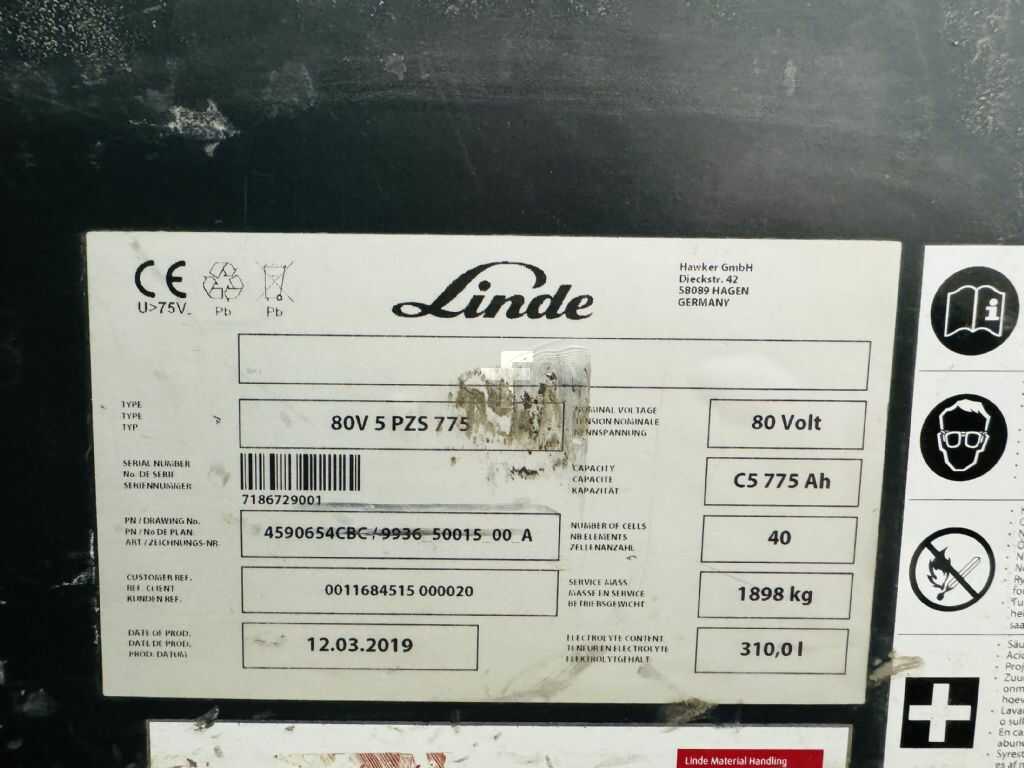 CE
U>75V
Pb
Pb
Linde
Hawker GmbH
Dieckstr. 42
58089 HAGEN
GERMANY
TYPE
TYPE
TYP
80V 5 PZS 775
NOMINAL VOLTAGE
TENSION NOMINALE
NENNSPANNUNG
80 Volt
SERIAL NUMBER
No. DE SERIE
SERIENNUMMER
7186729001
CAPACITY
CAPACITE
KAPAZITÄT
C5 775 Ah
PN / DRAWING No.
PN / No DE PLAN
ART / ZEICHNUNGS-NR.
4590654CBC / 9936_50015_00_A
NUMBER OF CELLS
NB ELEMENTS
ZELLENANZAHL
40
CUSTOMER REF.
REF. CLIENT
KUNDEN REF.
0011684515 000020
SERVICE MASS
MASSE EN SERVICE
BETRIEBSGEWICHT
1898 kg
DATE OF PROD.
DATE DE PROD.
PROD. DATUM
12.03.2019
ELECTROLYTE CONTENT
TENEUR EN ELECTROLYTE
ELEKTROLYTGEHALT
310,0 l
Linde Material Handling